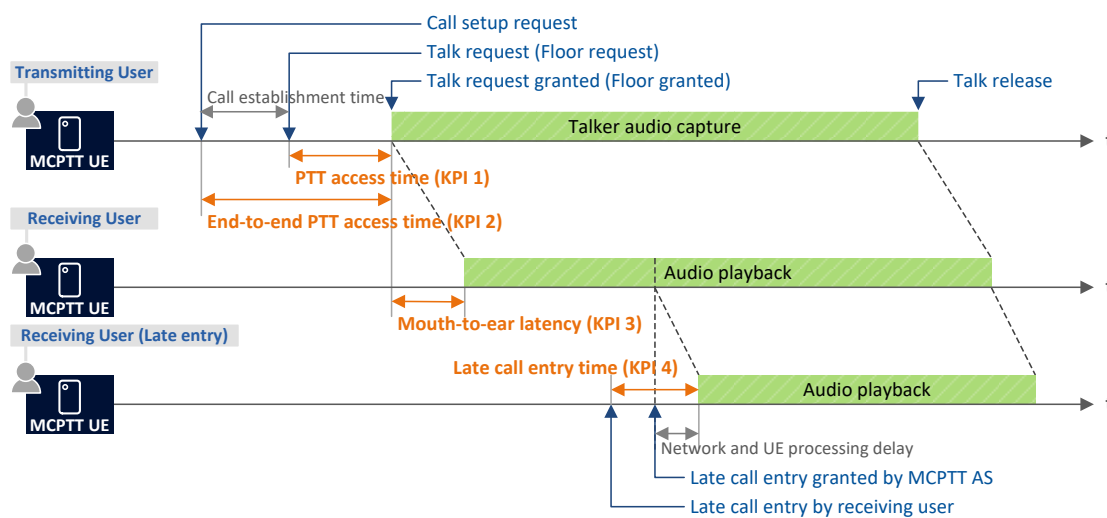 Call setup request
Talk request (Floor request)
Transmitting User
Talk request granted (Floor granted)
Talk release
Call establishment time
Talker audio capture
MCPTT UE
PTT access time (KPI 1)
End-to-end PTT access time (KPI 2)
Receiving User
Audio playback
MCPTT UE
Mouth-to-ear latency (KPI 3)
Receiving User (Late entry)
Late call entry time (KPI 4)
Audio playback
MCPTT UE
Network and UE processing delay
Late call entry granted by MCPTT AS
Late call entry by receiving user